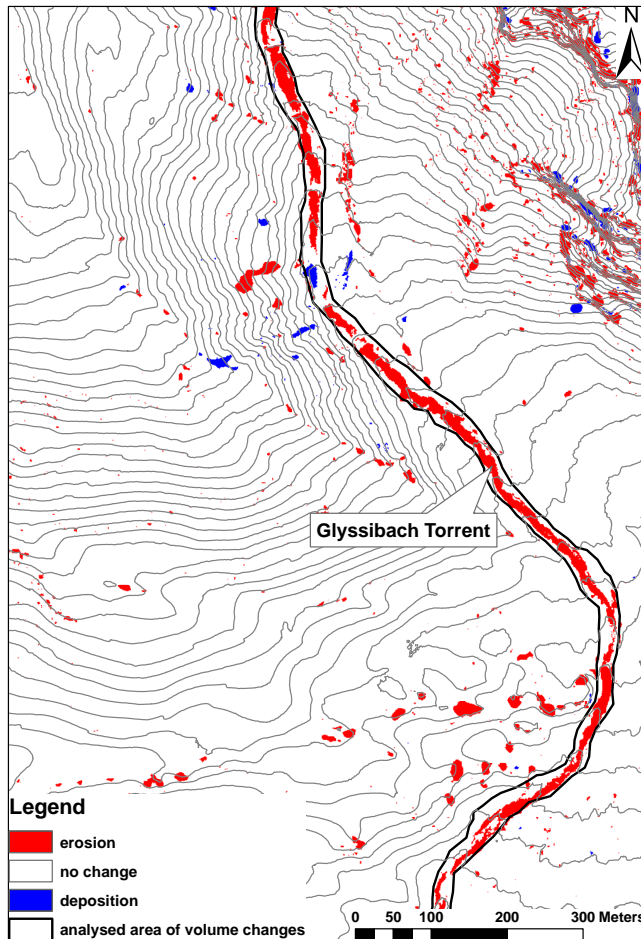 N
Glyssibach Torrent
Legend
erosion
no change
deposition
analysed area of volume changes
0 50 100 200 300 Meters